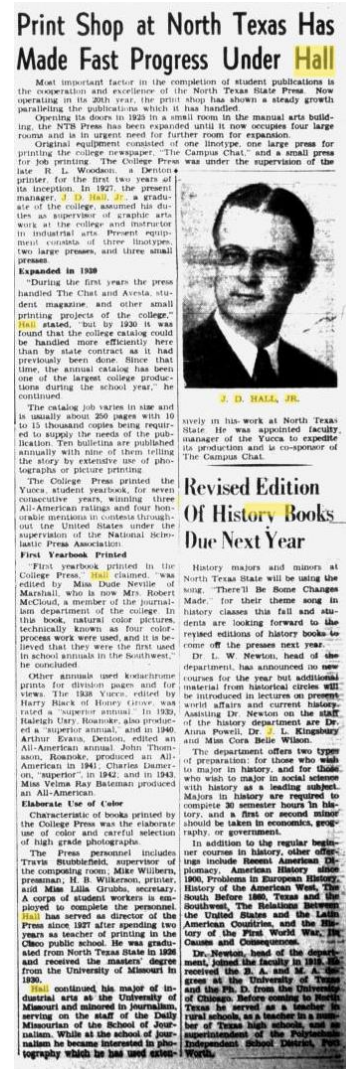 Print Shop at North Texas Has
Made Fast Progress Under Hall
Most important factor in the completion of student publications is
the cooperation and excellence of the North Texas State Press. Now
operating in its 20th year, the print shop has shown a steady growth
paralleling the publications which it has handled.
Opening its doors in 1925 in a small room in the manual arts build-
ing, the NTS Press has been expanded until it now occupies four large
rooms and is in urgent need for further room for expansion.
Original equipment consisted of one linotype, one large press for
printing the college newspaper, "The Campus Chat," and a small press
for job printing. The College Press was under the supervision of the
late R. L. Woodson, a Denton
printer, for the first two years of
its inception. In 1927, the present
manager, J. D. Hall, Jr., a gradu-
ate of the college, assumed his du-
ties as supervisor of graphic arts
work at the college and instructor
in industrial arts. Present equip-
ment consists of three linotypes,
two large presses, and three small
presses.
Expanded in 1930
"During the first years the press
handled The Chat and Avesta, stu-
dent magazine, and other small
printing projects of the college,"
Hall stated, "but by 1930 it was
found that the college catalog could
be handled more efficiently here
than by state contract as it had
previously been done. Since that
time, the annual catalog has been
one of the largest college produc-
tions during the school year," he
continued.
The catalog job varies in size and
is usually about 250 pages with 10
to 15 thousand copies being requir-
ed to supply the needs of the pub-
lication. Ten bulletins are published
annually with nine of them telling
the story by extensive use of pho-
tographs or picture printing.
The College Press printed the
Yucca, student yearbook, for seven
consecutive years, winning three
All-American ratings and four hon-
orable mentions in contests through-
out the United States under the
supervision of the National Scho-
lastic Press Association.
First Yearbook Printed
"First yearbook printed in the
College Press," Hall claimed, "was
edited by Miss Dude Neville of
Marshall, who is now Mrs. Robert
McCloud, a member of the journal-
ism department of the college. In
this book, natural color pictures,
technically known as four color-
process work were used, and it is be-
lieved that they were the first used
in school annuals in the Southwest,"
he concluded.
Other annuals used kodachrome
prints for division pages and for
views. The 1938 Yucca, edited by
Harry Black of Honey Grove, was
rated a "superior annual." In 1939,
Raleigh Usry, Roanoke, also produc-
ed a "superior annual," and in 1940,
Arthur Evans, Denton, edited an
All-American annual. John Thom-
ason, Roanoke, produced an All-
American in 1941; Charles Damer-
on, "superior", in 1942; and in 1943,
Miss Velma Ray Bateman produced
an All-American.
Elaborate Use of Color
Characteristic of books printed by
the College Press was the elaborate
use of color and careful selection
of high grade photographs.
The Press personnel includes
Travis Stubblefield, supervisor of
the composing room; Mike Wilbern,
pressman; H. B. Wilkerson, printer,
and Miss Lila Grubbs, secretary.
A corps of student workers is em-
ployed to complete the personnel.
Hall has served as director of the
Press since 1927 after spending two
years as teacher of printing in the
Cisco public school. He was gradu-
ated from North Texas State in 1926
and received the masters' degree
from the University of Missouri in
1930.
Hall continued his major of in-
dustrial arts at the University of
Missouri and minored in journalism,
serving on the staff of the Daily
Missourian of the School of Jour-
nalism. While at the school of jour-
nalism he became interested in pho-
tography which he has used exten-
J. D. HALL, JR.
sively in his work at North Texas
State. He was appointed faculty
manager of the Yucca to expedite
its production and is co-sponsor of
The Campus Chat.
Revised Edition
Of History Books
Due Next Year
History majors and minors at
North Texas State will be using the
song, "There'll Be Some Changes
Made," for their theme song in
history classes this fall and stu-
dents are looking forward to the
revised editions of history books to
come off the presses next year.
Dr. L. W. Newton, head of the
department, has announced no new
courses for the year but additional
material from historical circles will
be introduced in lectures on present
world affairs and current history.
Assisting Dr. Newton on the staff
of the history department are Dr.
Anna Powell, Dr. J. L. Kingsbury
and Miss Cora Belle Wilson.
The department offers two types
of preparation: for those who wish
to major in history, and for those
who wish to major in social science
with history as a leading subject.
Majors in history are required to
complete 30 semester hours in his-
tory, and a first or second minor
should be taken in economics, geog-
raphy, or government.
In addition to the regular begin-
ner courses in history, other offer-
ings include Recent American Di-
plomacy, American History since
1900, Problems in European History,
History of the American West, The
South Before 1860, Texas and the
Southwest, The Relations Between
the United States and the Latin
American Countries, and the His-
tory of the First World War, Its
Causes and Consequences.
Dr. Newton, head of the depart-
ment, joined the faculty in 1919. He
received the B. A. and M. A. de-
grees at the University of Texas
and the Ph. D. from the University
of Chicago. Before coming to North
Texas he served as a teacher in
rural schools, as a teacher in a num-
ber of Texas high schools, and as
superintendent of the Polytechnic
Independent School District, Fort
Worth.